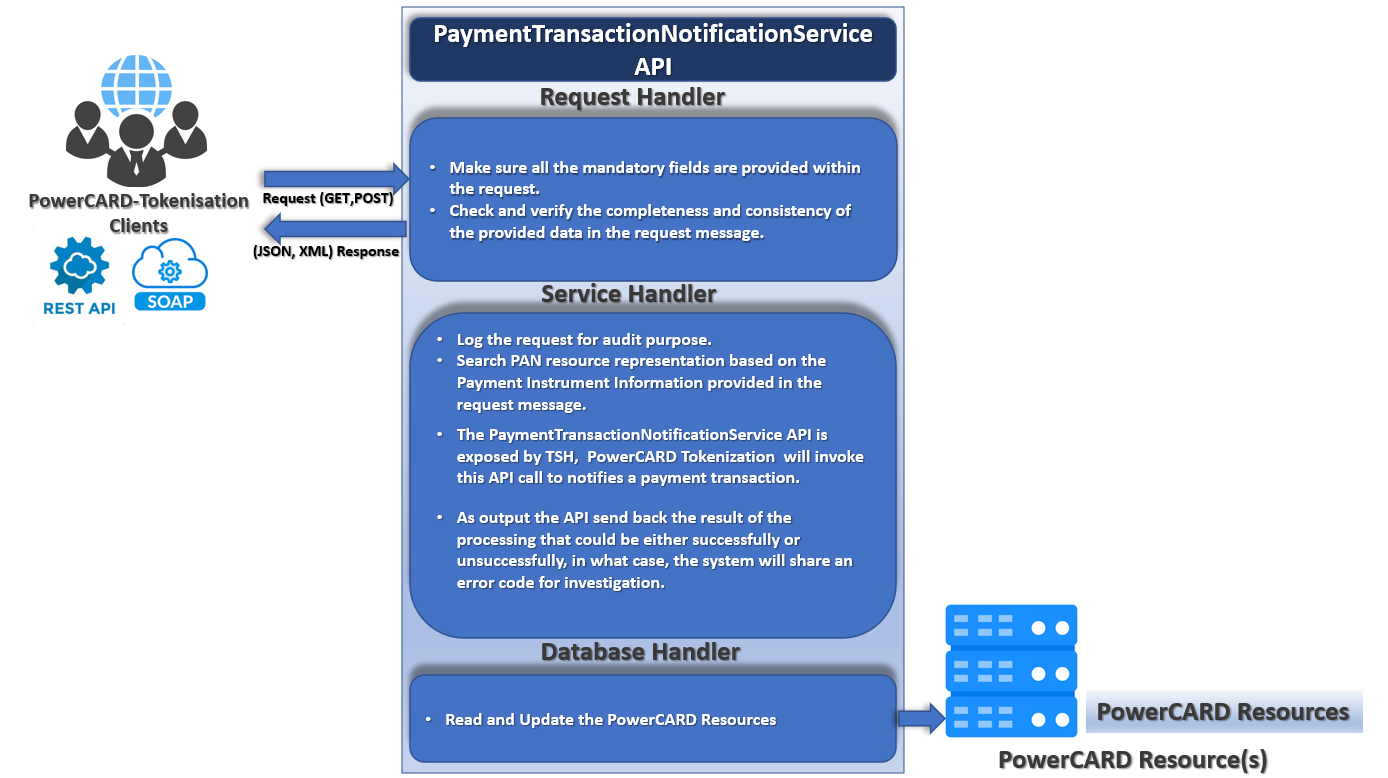 PaymentTransactionNotificationService
API
Request Handler
• Make sure all the mandatory fields are provided within
the request.
• Check and verify the completeness and consistency of
the provided data in the request message.
PowerCARD-Tokenisation
Clients
Request (GET,POST)
(JSON, XML) Response
REST API
SOAP
Service Handler
• Log the request for audit purpose.
• Search PAN resource representation based on the
Payment Instrument Information provided in the
request message.
• The PaymentTransactionNotificationService API is
exposed by TSH, PowerCARD Tokenization will invoke
this API call to notifies a payment transaction.
• As output the API send back the result of the
processing that could be either successfully or
unsuccessfully, in what case, the system will share an
error code for investigation.
Database Handler
• Read and Update the PowerCARD Resources
PowerCARD Resources
PowerCARD Resource(s)